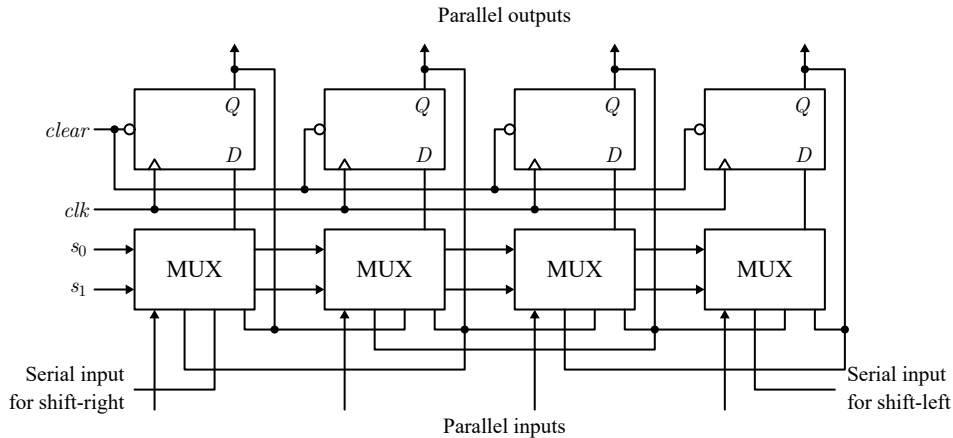 Parallel outputs
Q Q Q Q
clear
D D D D
clk
s₀
MUX MUX MUX MUX
s₁
Serial input
for shift-right
Serial input
for shift-left
Parallel inputs